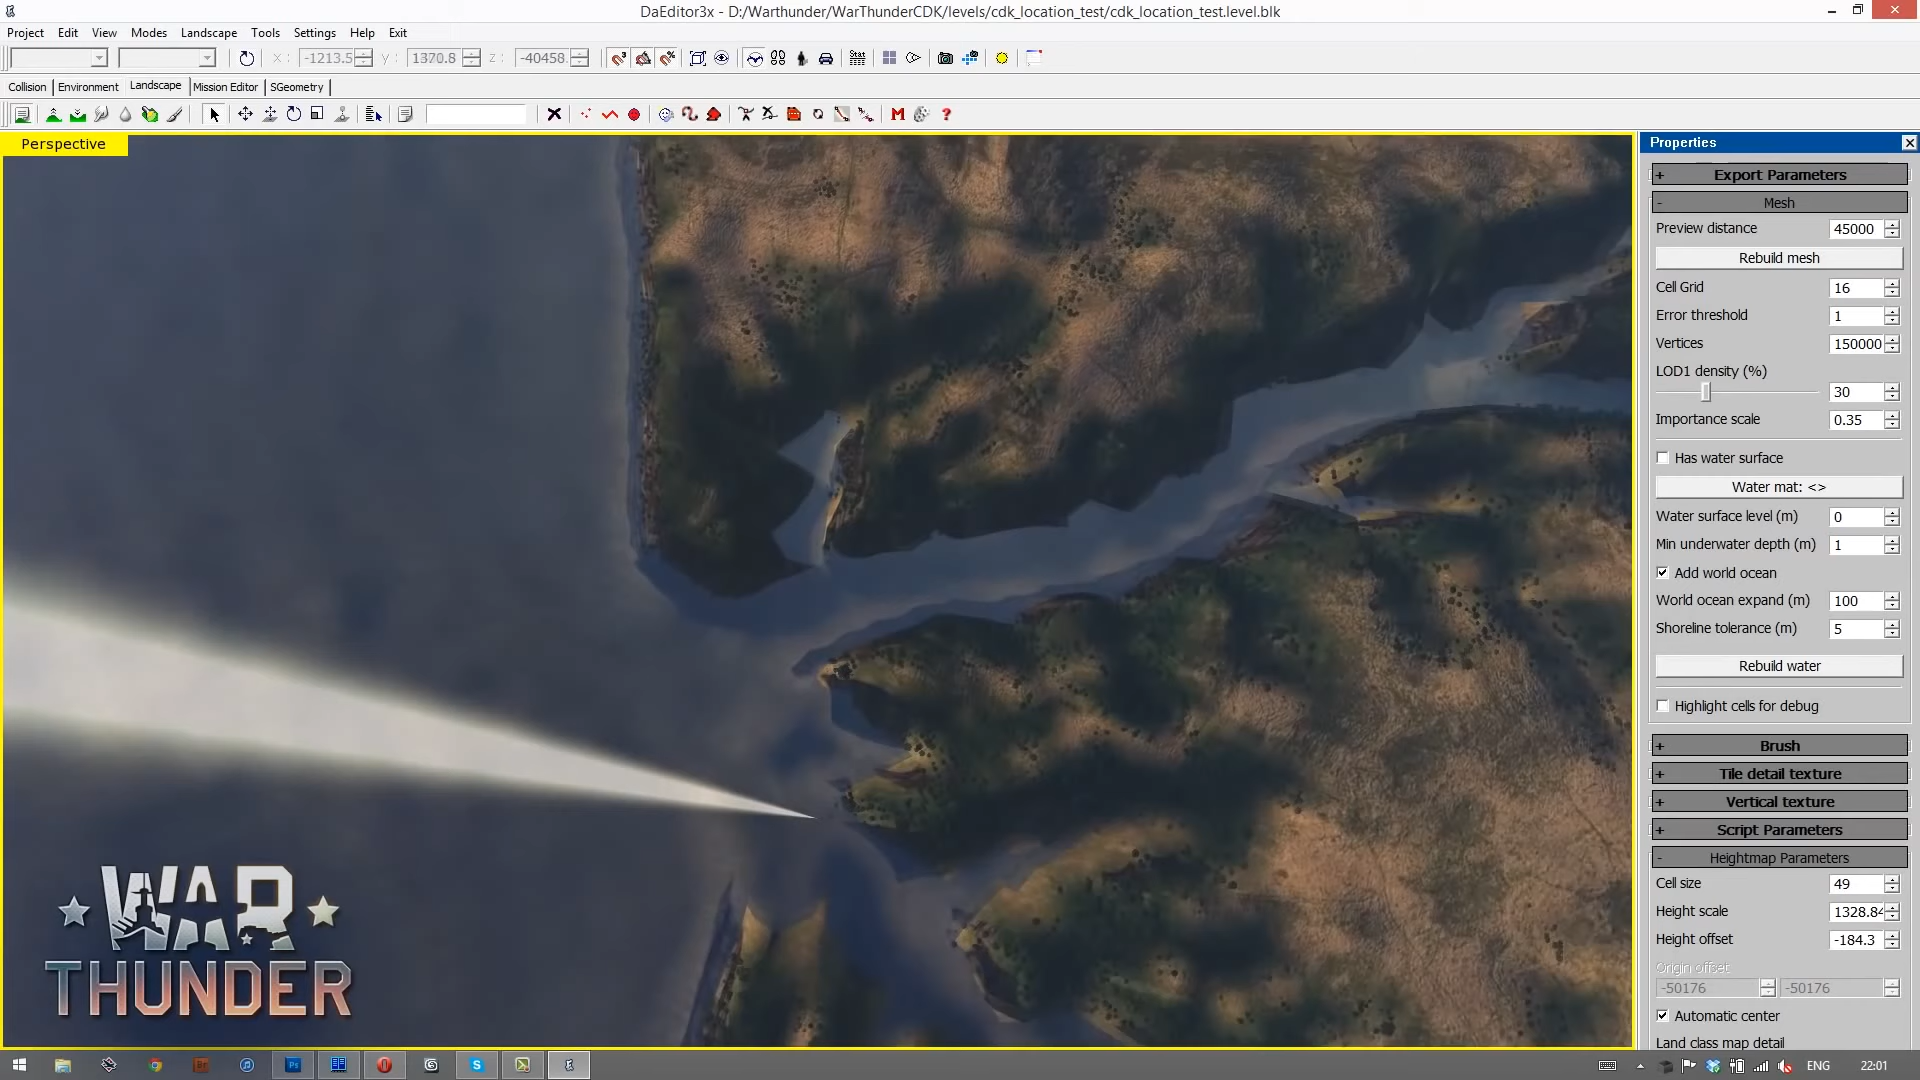 DaEditor3x - D:/Warthunder/WarThunderCDK/levels/cdk_location_test/cdk_location_test.level.blk
Project Edit View Modes Landscape Tools Settings Help Exit
x : -1213.5 y : 1370.8 z : -40458. Stat
Collision Environment Landscape Mission Editor SGeometry
M ?
Perspective
WAR
THUNDER
Properties
+ Export Parameters
- Mesh
Preview distance 45000
Rebuild mesh
Cell Grid 16
Error threshold 1
Vertices 150000
LOD1 density (%)
30
Importance scale 0.35
Has water surface
Water mat: <>
Water surface level (m) 0
Min underwater depth (m) 1
Add world ocean
World ocean expand (m) 100
Shoreline tolerance (m) 5
Rebuild water
Highlight cells for debug
+ Brush
+ Tile detail texture
+ Vertical texture
+ Script Parameters
- Heightmap Parameters
Cell size 49
Height scale 1328.84
Height offset -184.3
Origin offset
-50176 -50176
Automatic center
Land class map detail
Br Ps S ENG 22:01